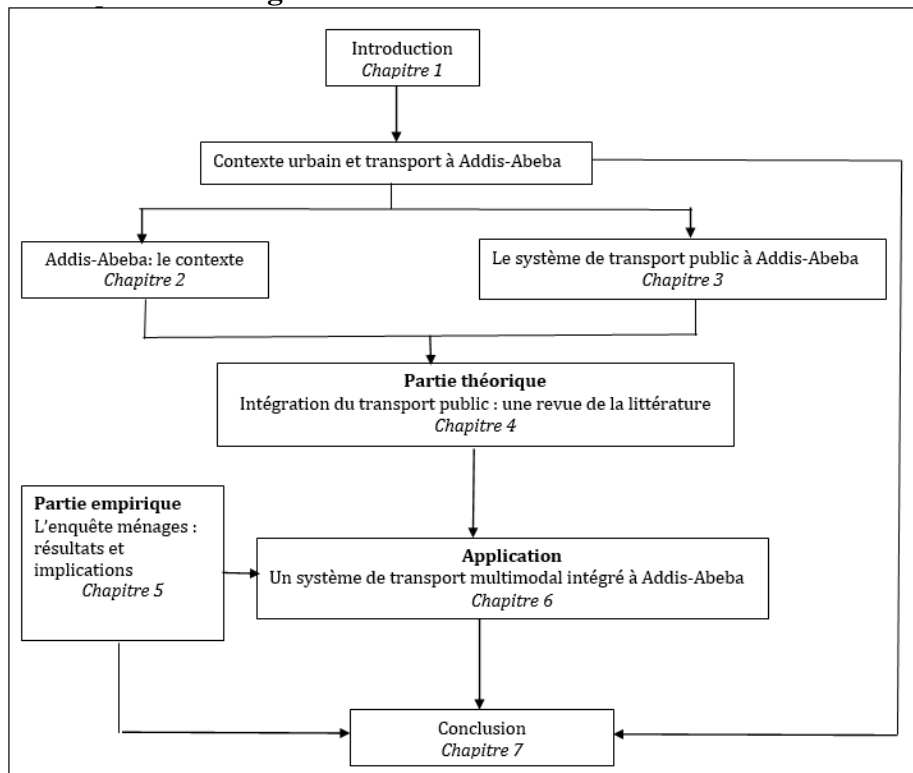 Introduction
Chapitre 1
Contexte urbain et transport à Addis-Abeba
Addis-Abeba: le contexte
Chapitre 2
Le système de transport public à Addis-Abeba
Chapitre 3
Partie théorique
Intégration du transport public : une revue de la littérature
Chapitre 4
Partie empirique
L'enquête ménages :
résultats et
implications
Chapitre 5
Application
Un système de transport multimodal intégré à Addis-Abeba
Chapitre 6
Conclusion
Chapitre 7